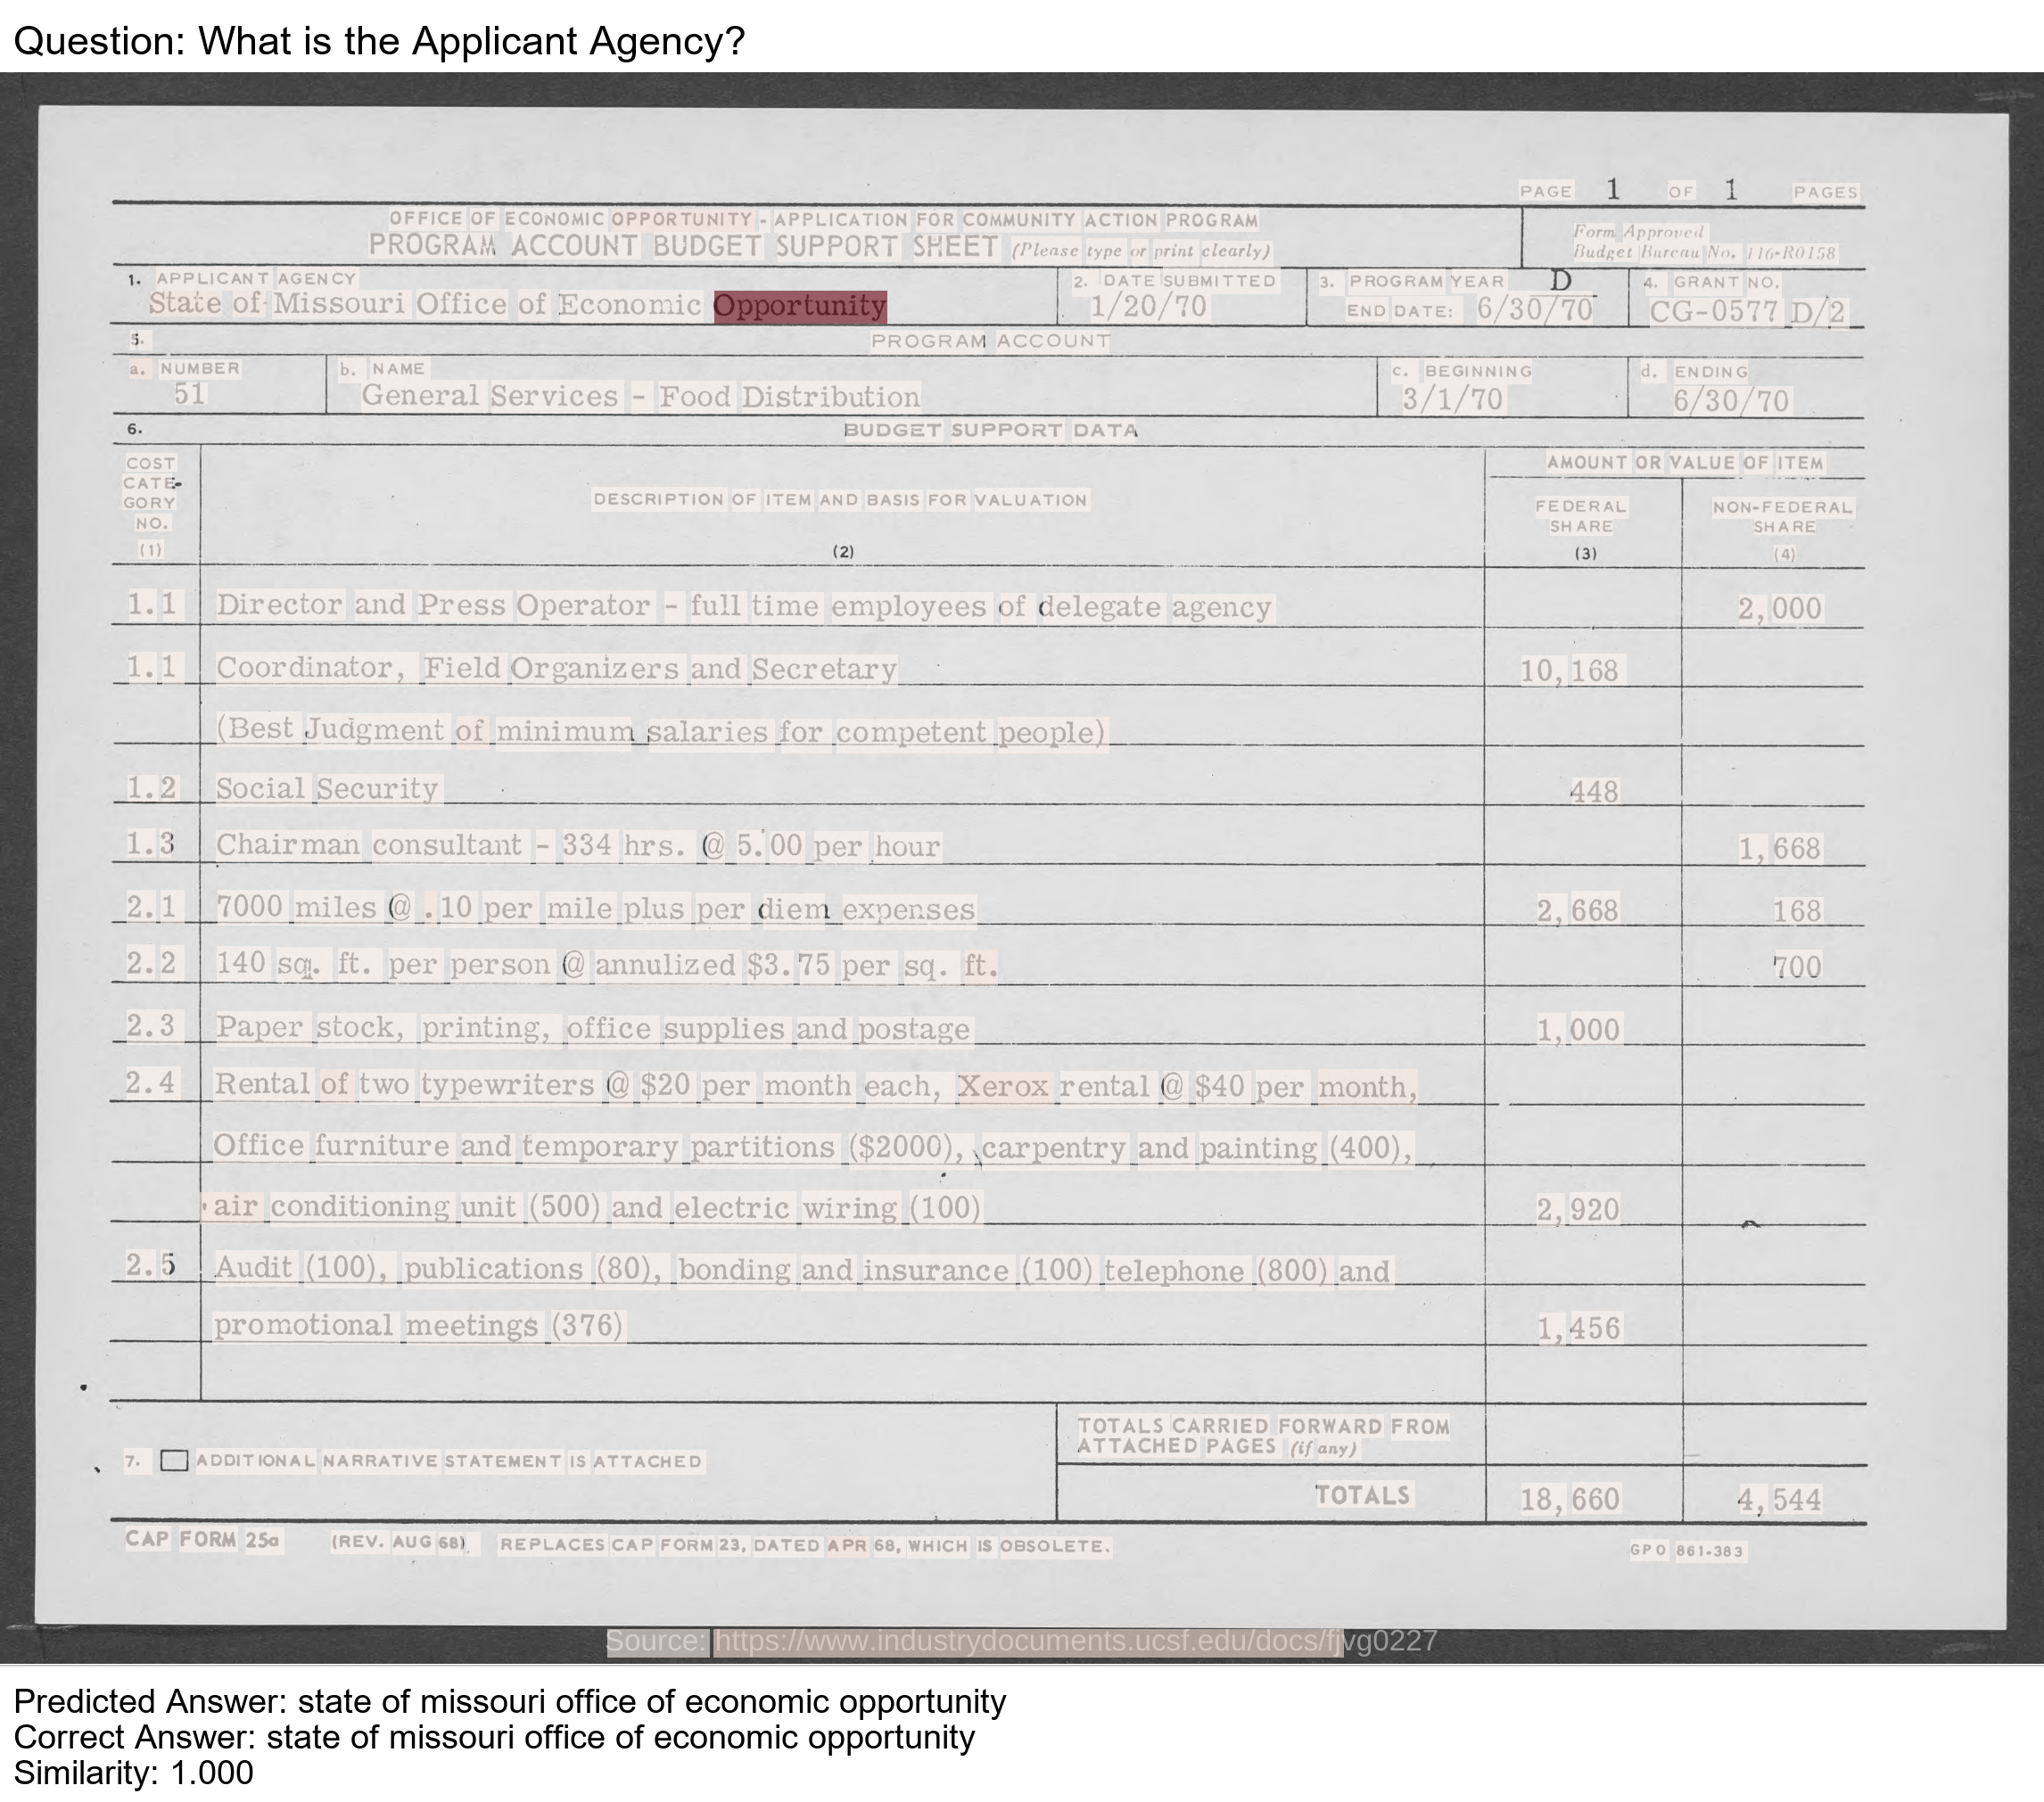 Question: What is the Applicant Agency?
PAGE 1 OF 1 PAGES
OFFICE OF ECONOMIC OPPORTUNITY - APPLICATION FOR COMMUNITY ACTION PROGRAM
PROGRAM ACCOUNT BUDGET SUPPORT SHEET (Please type or print clearly)
Form Approved
Budget Bureau No. 116-R0158
1. APPLICANT AGENCY
State of Missouri Office of Economic Opportunity
2. DATE SUBMITTED
1/20/70
3. PROGRAM YEAR D
END DATE: 6/30/70
4. GRANT NO.
CG-0577 D/2
5. PROGRAM ACCOUNT
a. NUMBER
51
b. NAME
General Services - Food Distribution
c. BEGINNING
3/1/70
d. ENDING
6/30/70
6. BUDGET SUPPORT DATA
COST
CATE-
GORY
NO.
(1)
DESCRIPTION OF ITEM AND BASIS FOR VALUATION
(2)
AMOUNT OR VALUE OF ITEM
FEDERAL
SHARE
(3)
NON-FEDERAL
SHARE
(4)
1.1 Director and Press Operator - full time employees of delegate agency 2,000
1.1 Coordinator, Field Organizers and Secretary 10,168
(Best Judgment of minimum salaries for competent people)
1.2 Social Security 448
1.3 Chairman consultant - 334 hrs. @ 5.00 per hour 1,668
2.1 7000 miles @ .10 per mile plus per diem expenses 2,668 168
2.2 140 sq. ft. per person @ annulized $3.75 per sq. ft. 700
2.3 Paper stock, printing, office supplies and postage 1,000
2.4 Rental of two typewriters @ $20 per month each, Xerox rental @ $40 per month,
Office furniture and temporary partitions ($2000), carpentry and painting (400),
air conditioning unit (500) and electric wiring (100) 2,920
2.5 Audit (100), publications (80), bonding and insurance (100) telephone (800) and
promotional meetings (376) 1,456
7. ADDITIONAL NARRATIVE STATEMENT IS ATTACHED
TOTALS CARRIED FORWARD FROM
ATTACHED PAGES (if any)
TOTALS 18,660 4,544
CAP FORM 25a (REV. AUG 68) REPLACES CAP FORM 23, DATED APR 68, WHICH IS OBSOLETE.
GPO 861-383
Source: https://www.industrydocuments.ucsf.edu/docs/fjvg0227
Predicted Answer: state of missouri office of economic opportunity
Correct Answer: state of missouri office of economic opportunity
Similarity: 1.000